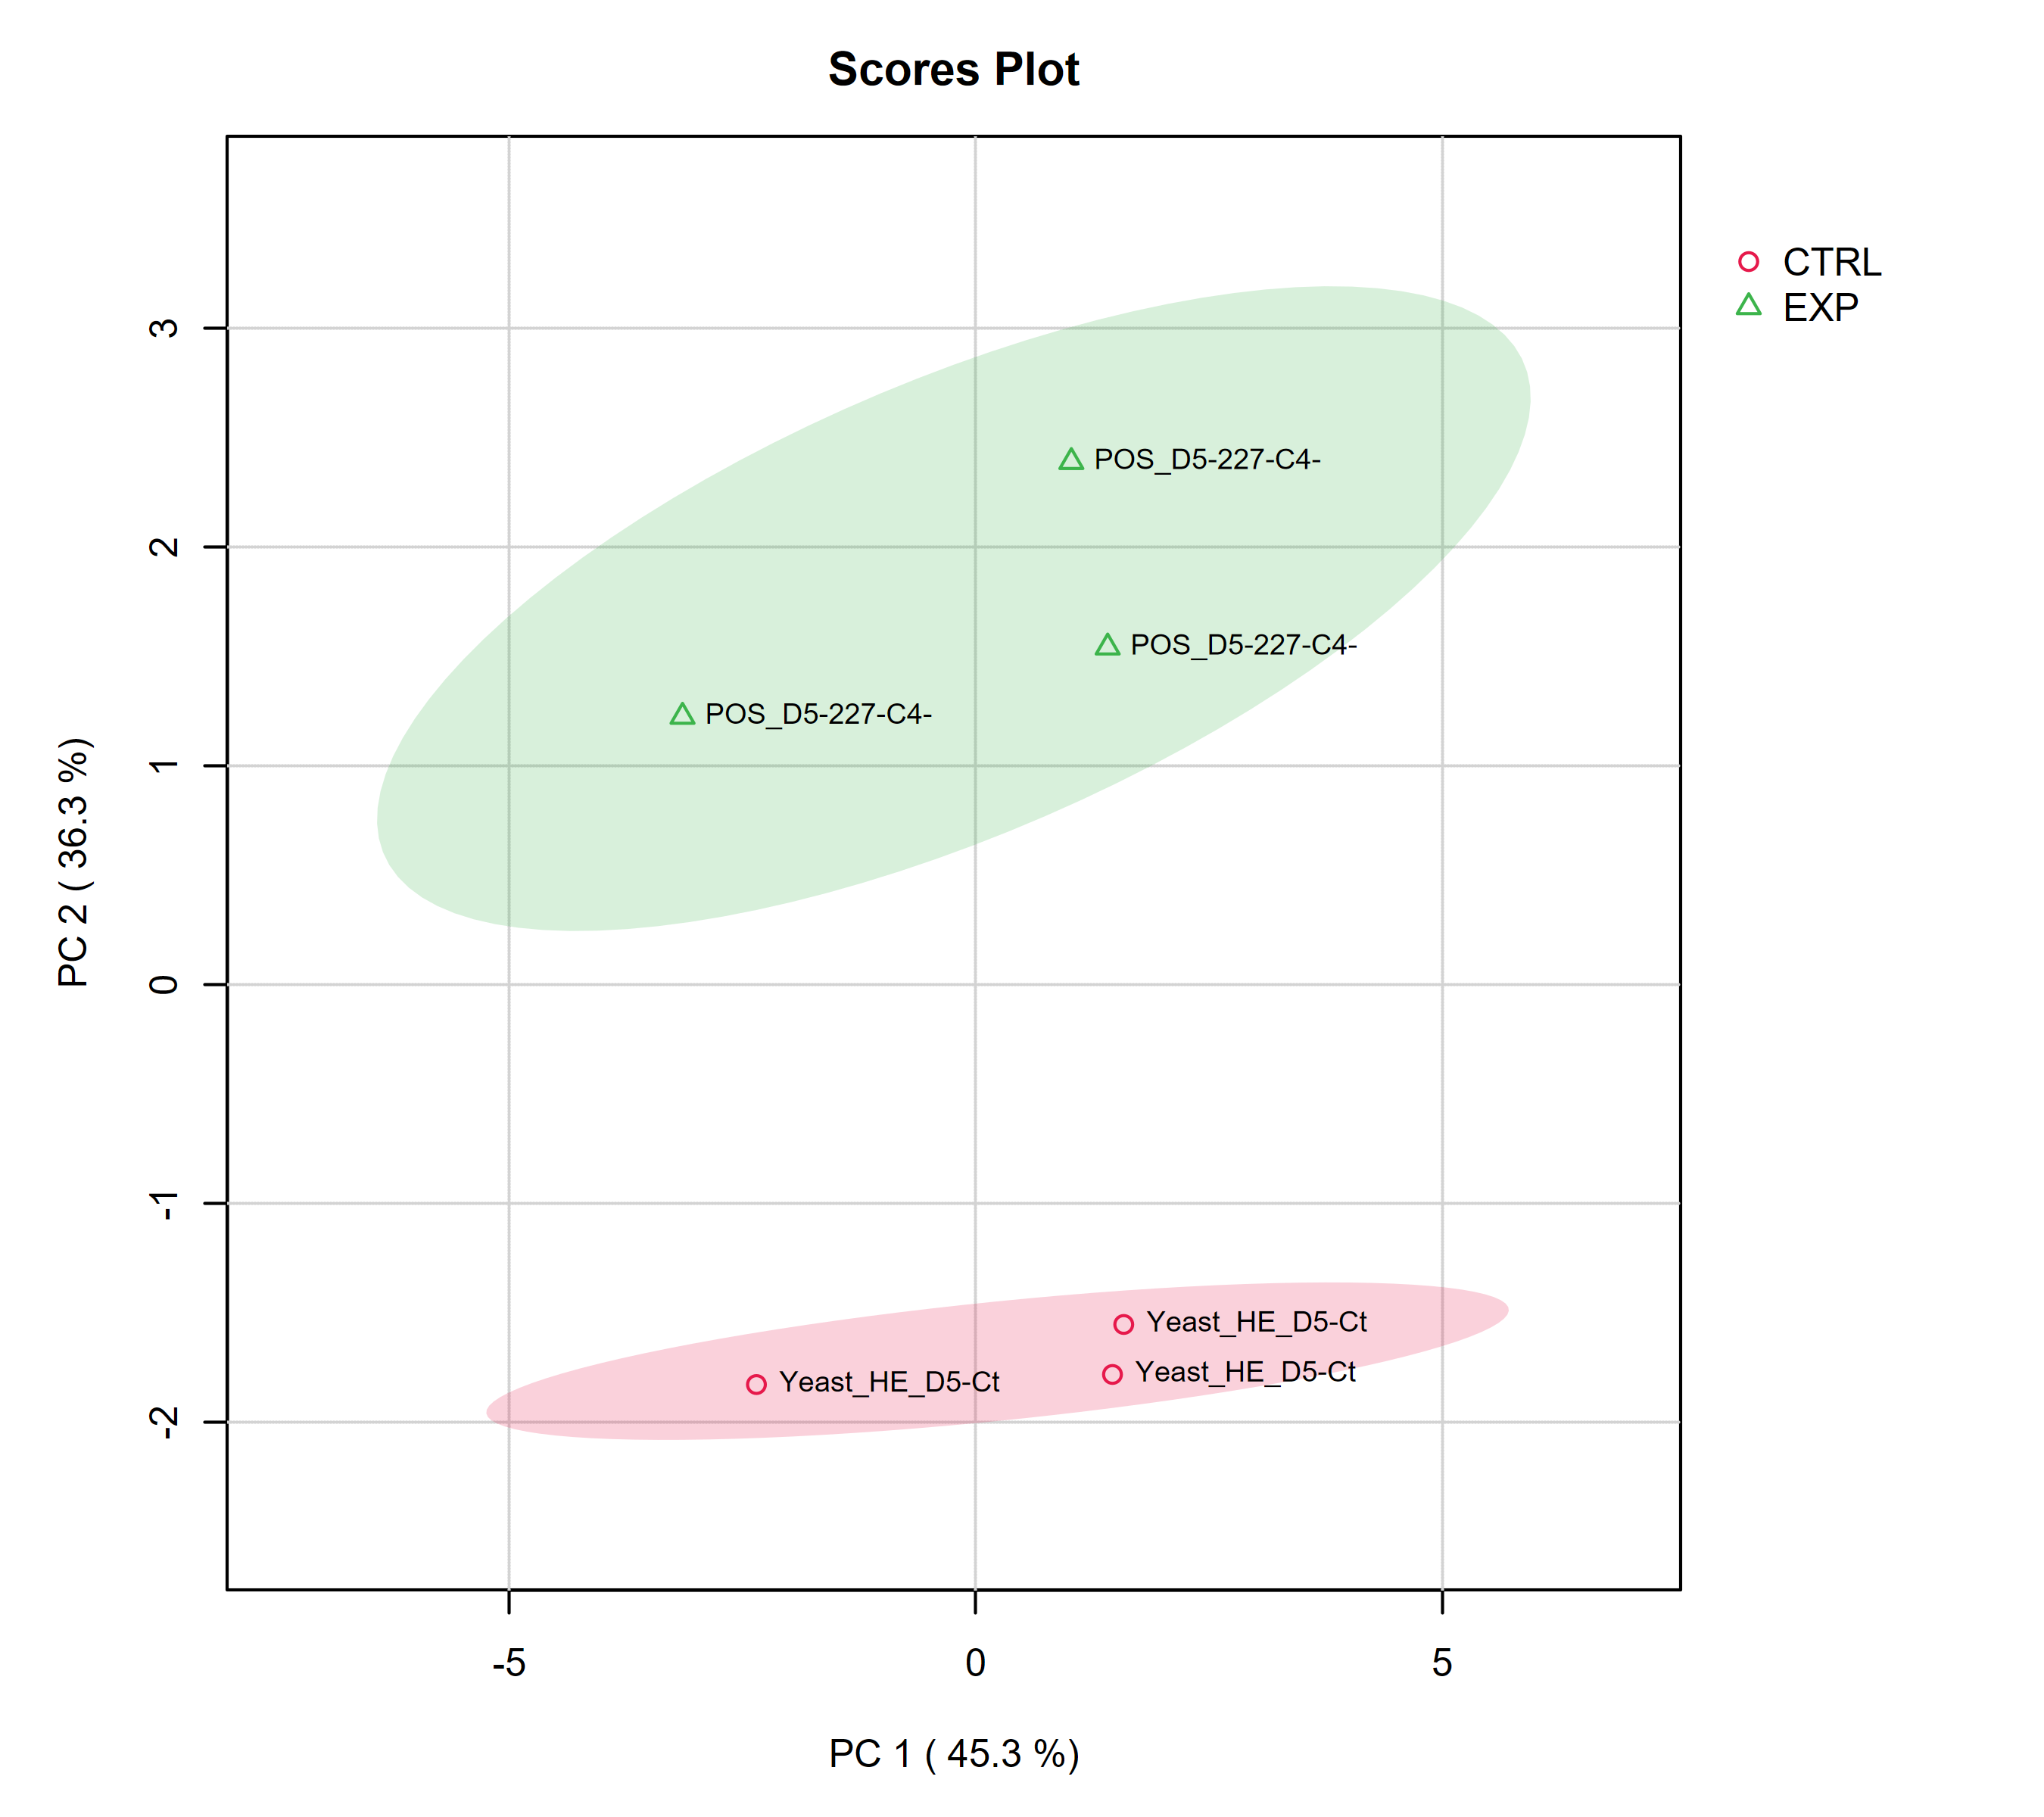 Scores Plot
CTRL
EXP
POS_D5-227-C4-
POS_D5-227-C4-
POS_D5-227-C4-
Yeast_HE_D5-Ct
Yeast_HE_D5-Ct
Yeast_HE_D5-Ct
PC 2 ( 36.3 %)
3
2
1
0
-1
-2
-5
0
5
PC 1 ( 45.3 %)